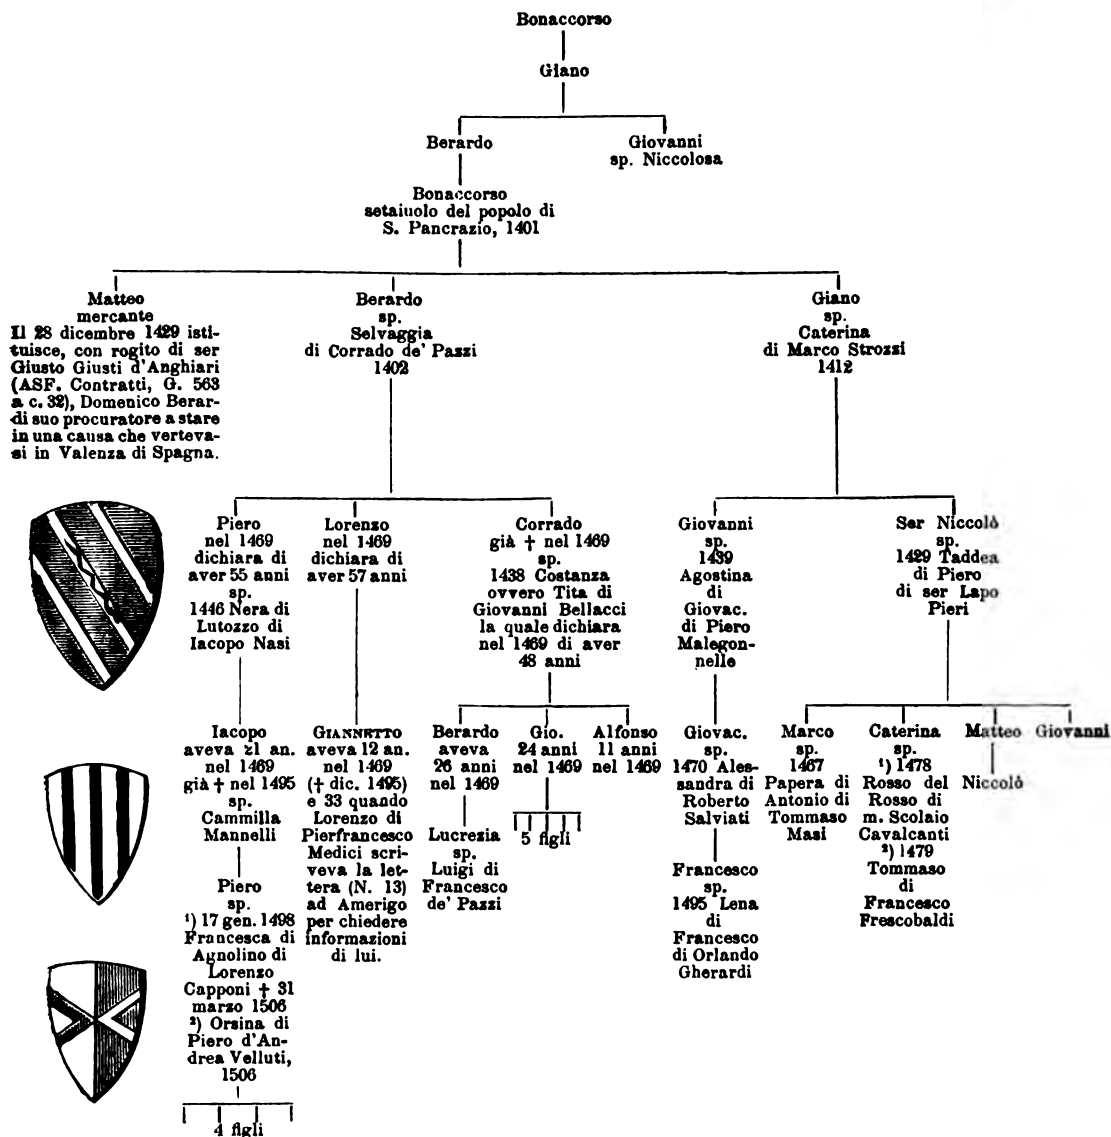 Bonaccorso
Giano
Berardo
Giovanni
sp. Niccolosa
Bonaccorso
setaiuolo del popolo di
S. Pancrazio, 1401
Matteo
mercante
Il 28 dicembre 1429 isti-
tuisce, con rogito di ser
Giusto Giusti d'Anghiari
(ASF. Contratti, G. 563
a c. 32), Domenico Berar-
di suo procuratore a stare
in una causa che verteva-
si in Valenza di Spagna.
Berardo
sp.
Selvaggia
di Corrado de' Pazzi
1402
Giano
sp.
Caterina
di Marco Strozzi
1412
Piero
nel 1469
dichiara di
aver 55 anni
sp.
1446 Nera di
Lutozzo di
Iacopo Nasi
Lorenzo
nel 1469
dichiara di
aver 57 anni
Corrado
già † nel 1469
sp.
1438 Costanza
ovvero Tita di
Giovanni Bellacci
la quale dichiara
nel 1469 di aver
48 anni
Giovanni
sp.
1439
Agostina
di
Giovac.
di Piero
Malegon-
nelle
Ser Niccolò
sp.
1429 Taddea
di Piero
di ser Lapo
Pieri
Iacopo
aveva 21 an.
nel 1469
già † nel 1495
sp.
Cammilla
Mannelli
Piero
sp.
¹) 17 gen. 1498
Francesca di
Agnolino di
Lorenzo
Capponi † 31
marzo 1506
²) Orsina di
Piero d'An-
drea Velluti,
1506
4 figli
GIANNETTO
aveva 12 an.
nel 1469
(† dic. 1495)
e 33 quando
Lorenzo di
Pierfrancesco
Medici scri-
veva la let-
tera (N. 13)
ad Amerigo
per chiedere
informazioni
di lui.
Berardo
aveva
26 anni
nel 1469
Lucrezia
sp.
Luigi di
Francesco
de' Pazzi
Gio.
24 anni
nel 1469
5 figli
Alfonso
11 anni
nel 1469
Giovac.
sp.
1470 Ales-
sandra di
Roberto
Salviati
Francesco
sp.
1495 Lena
di
Francesco
di Orlando
Gherardi
Marco
sp.
1467
Papera di
Antonio di
Tommaso
Masi
Caterina
sp.
¹) 1478
Rosso del
Rosso di
m. Scolaio
Cavalcanti
²) 1479
Tommaso
di
Francesco
Frescobaldi
Matteo
Niccolò
Giovanni